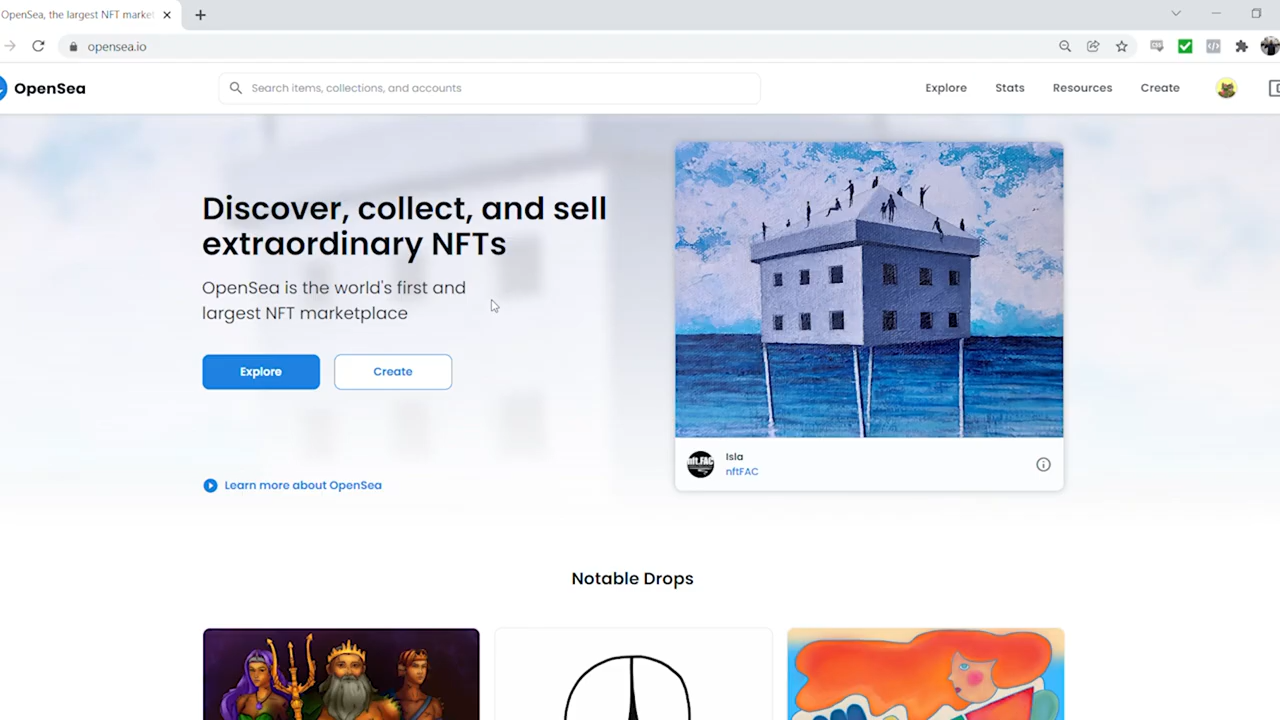 OpenSea, the largest NFT market
opensea.io
OpenSea
Search items, collections, and accounts
Explore
Stats
Resources
Create
Discover, collect, and sell
extraordinary NFTs
OpenSea is the world's first and
largest NFT marketplace
Explore
Create
Learn more about OpenSea
nft.FAC
Isla
nftFAC
Notable Drops